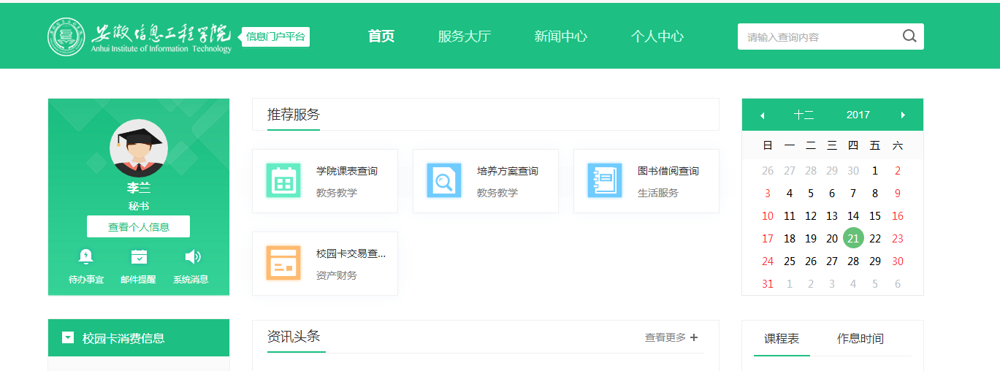 安徽信息工程学院
Anhui Institute of Information Technology
信息门户平台
首页 服务大厅 新闻中心 个人中心
请输入查询内容
李兰
秘书
查看个人信息
待办事宜 邮件提醒 系统消息
推荐服务
学院课表查询
教务教学
培养方案查询
教务教学
图书借阅查询
生活服务
校园卡交易查...
资产财务
十二 2017
日 一 二 三 四 五 六
26 27 28 29 30 1 2
3 4 5 6 7 8 9
10 11 12 13 14 15 16
17 18 19 20 21 22 23
24 25 26 27 28 29 30
31 1 2 3 4 5 6
校园卡消费信息
资讯头条
查看更多 +
课程表 作息时间